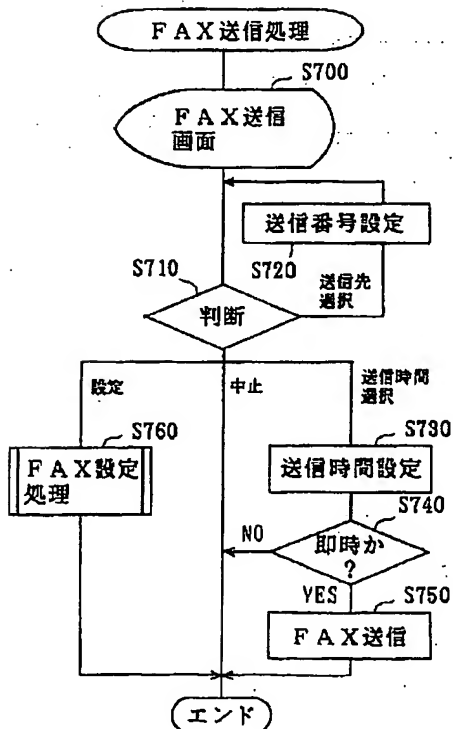 ＦＡＸ送信処理
S700
ＦＡＸ送信
画面
送信番号設定
S710
S720
送信先
選択
判断
設定
中止
送信時間
選択
S760
S730
ＦＡＸ設定
処理
送信時間設定
S740
NO
即時か
?
YES
S750
ＦＡＸ送信
エンド